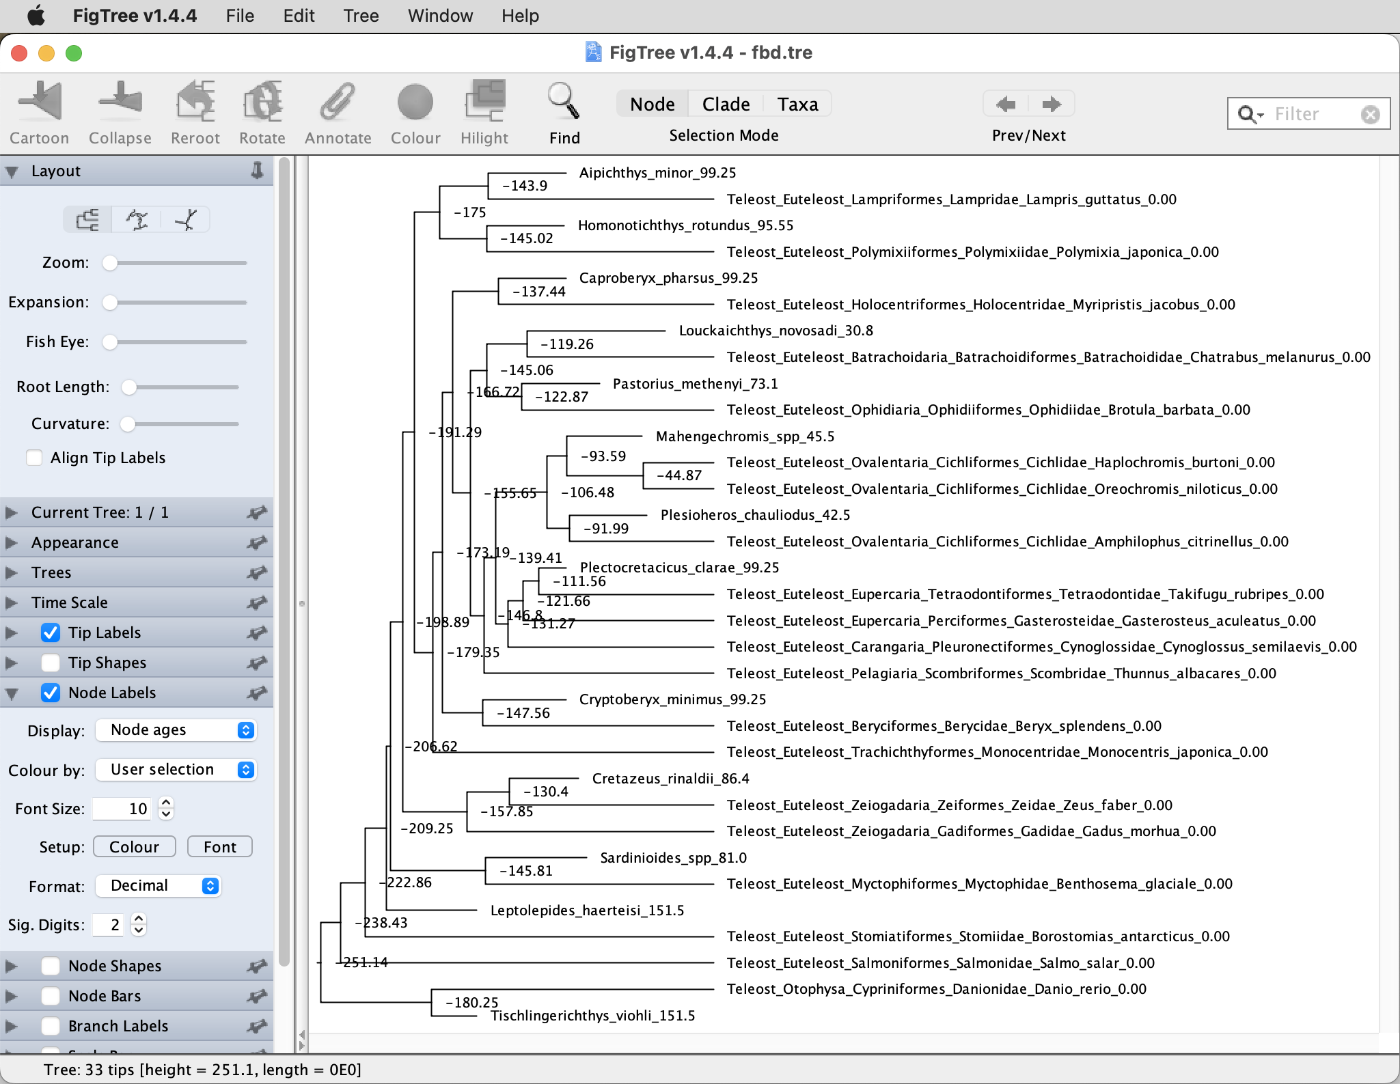 FigTree v1.4.4 File Edit Tree Window Help
FigTree v1.4.4 - fbd.tre
Cartoon Collapse Reroot Rotate Annotate Colour Hilight Find
Node Clade Taxa
Selection Mode
Prev/Next
Filter
Layout
Zoom:
Expansion:
Fish Eye:
Root Length:
Curvature:
Align Tip Labels
Current Tree: 1 / 1
Appearance
Trees
Time Scale
Tip Labels
Tip Shapes
Node Labels
Display: Node ages
Colour by: User selection
Font Size: 10
Setup: Colour Font
Format: Decimal
Sig. Digits: 2
Node Shapes
Node Bars
Branch Labels
Aipichthys_minor_99.25
-143.9
Teleost_Euteleost_Lampriformes_Lampridae_Lampris_guttatus_0.00
-175
Homonotichthys_rotundus_95.55
-145.02
Teleost_Euteleost_Polymixiiformes_Polymixiidae_Polymixia_japonica_0.00
Caproberyx_pharsus_99.25
-137.44
Teleost_Euteleost_Holocentriformes_Holocentridae_Myripristis_jacobus_0.00
Louckaichthys_novosadi_30.8
-119.26
Teleost_Euteleost_Batrachoidaria_Batrachoidiformes_Batrachoididae_Chatrabus_melanurus_0.00
-145.06
Pastorius_methenyi_73.1
-166.72
-122.87
Teleost_Euteleost_Ophidiaria_Ophidiiformes_Ophidiidae_Brotula_barbata_0.00
-191.29
Mahengechromis_spp_45.5
-93.59
Teleost_Euteleost_Ovalentaria_Cichliformes_Cichlidae_Haplochromis_burtoni_0.00
-44.87
Teleost_Euteleost_Ovalentaria_Cichliformes_Cichlidae_Oreochromis_niloticus_0.00
-155.65
-106.48
Plesioheros_chauliodus_42.5
-91.99
Teleost_Euteleost_Ovalentaria_Cichliformes_Cichlidae_Amphilophus_citrinellus_0.00
-173.19
-139.41
Plectocretacicus_clarae_99.25
-111.56
Teleost_Euteleost_Eupercaria_Tetraodontiformes_Tetraodontidae_Takifugu_rubripes_0.00
-121.66
-146.8
-131.27
Teleost_Euteleost_Eupercaria_Perciformes_Gasterosteidae_Gasterosteus_aculeatus_0.00
-198.89
Teleost_Euteleost_Carangaria_Pleuronectiformes_Cynoglossidae_Cynoglossus_semilaevis_0.00
-179.35
Teleost_Euteleost_Pelagiaria_Scombriformes_Scombridae_Thunnus_albacares_0.00
Cryptoberyx_minimus_99.25
-147.56
Teleost_Euteleost_Beryciformes_Berycidae_Beryx_splendens_0.00
-206.62
Teleost_Euteleost_Trachichthyformes_Monocentridae_Monocentris_japonica_0.00
Cretazeus_rinaldii_86.4
-130.4
Teleost_Euteleost_Zeiogadaria_Zeiformes_Zeidae_Zeus_faber_0.00
-157.85
-209.25
Teleost_Euteleost_Zeiogadaria_Gadiformes_Gadidae_Gadus_morhua_0.00
Sardinioides_spp_81.0
-145.81
-222.86
Teleost_Euteleost_Myctophiformes_Myctophidae_Benthosema_glaciale_0.00
Leptolepides_haerteisi_151.5
-238.43
Teleost_Euteleost_Stomiatiformes_Stomiidae_Borostomias_antarcticus_0.00
-251.14
Teleost_Euteleost_Salmoniformes_Salmonidae_Salmo_salar_0.00
Teleost_Otophysa_Cypriniformes_Danionidae_Danio_rerio_0.00
-180.25
Tischlingerichthys_viohli_151.5
Tree: 33 tips [height = 251.1, length = 0E0]